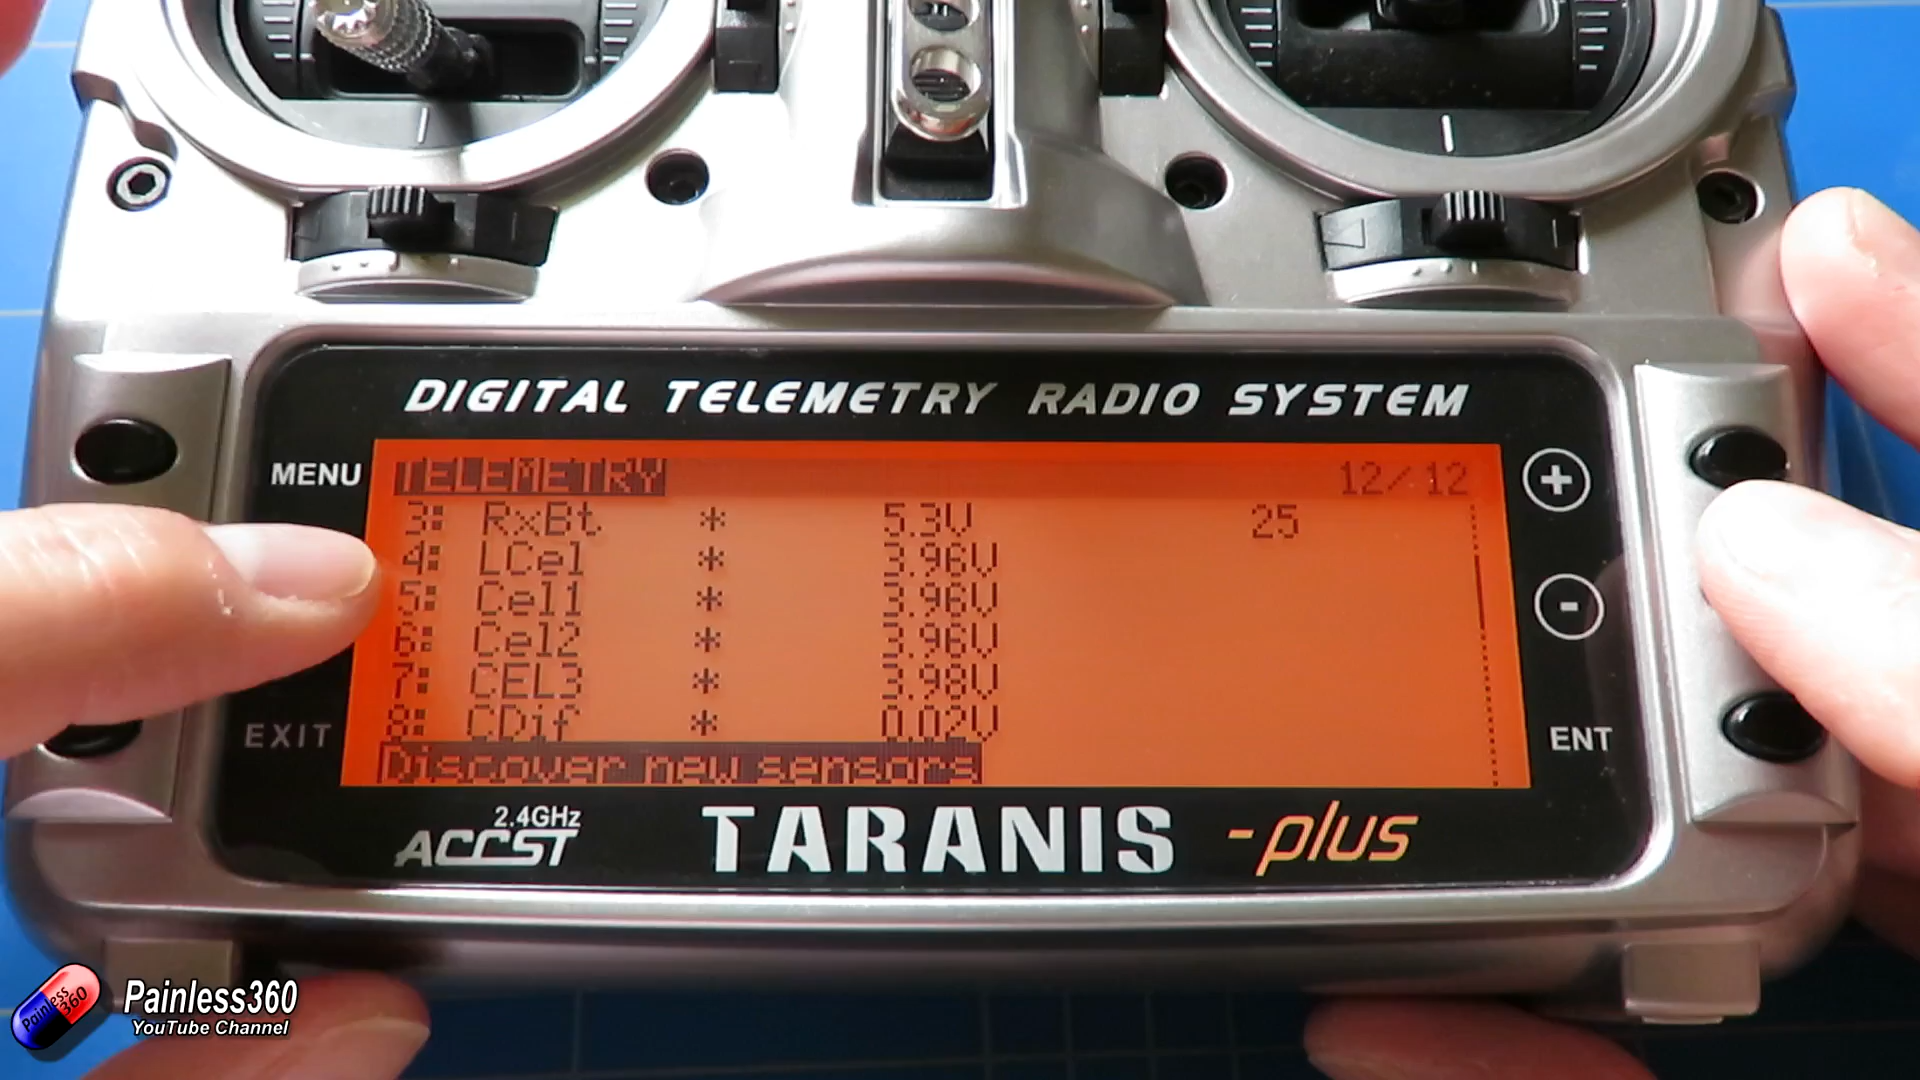 DIGITAL TELEMETRY RADIO SYSTEM
MENU
TELEMETRY 12/12
3: RxBt * 5.3V 25
4: LCel * 3.96V
5: Cel1 * 3.96V
6: Cel2 * 3.96V
7: CEL3 * 3.98V
8: CDif * 0.02V
Discover new sensors
EXIT
+
-
ENT
2.4GHz
ACCST
TARANIS -plus
Painless 360
Painless360
YouTube Channel